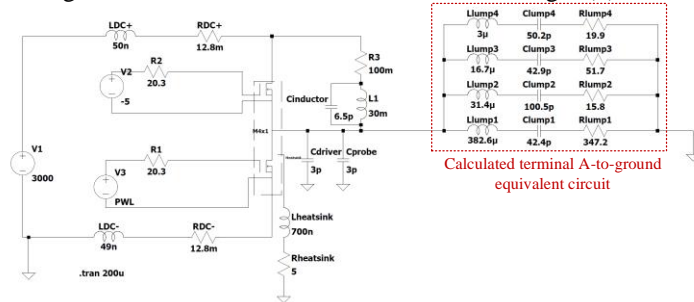 LDC+
50n
RDC+
12.8m
R3
100m
R2
20.3
V2
-5
Cinductor
6.5p
L1
30m
M4x1
V1
3000
R1
20.3
V3
PWL
Cdriver
3p
Cprobe
3p
Lheatsink
700n
Rheatsink
5
LDC-
49n
RDC-
12.8m
.tran 200u
Llump4 Clump4 Rlump4
3µ 50.2p 19.9
Llump3 Clump3 Rlump3
16.7µ 42.9p 51.7
Llump2 Clump2 Rlump2
31.4µ 100.5p 15.8
Llump1 Clump1 Rlump1
382.6µ 42.4p 347.2
Calculated terminal A-to-ground
equivalent circuit